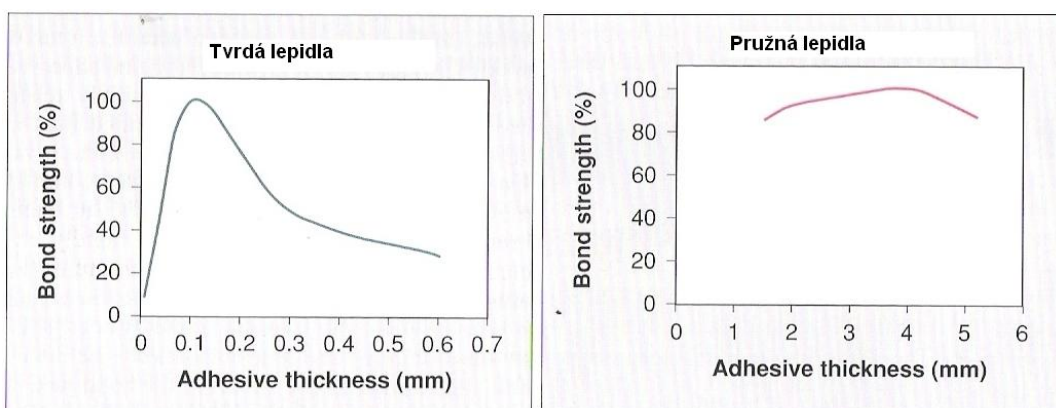 Tvrdá lepidla
Bond strength (%)
100
80
60
40
20
0
0 0.1 0.2 0.3 0.4 0.5 0.6 0.7
Adhesive thickness (mm)
Pružná lepidla
Bond strength (%)
100
80
60
40
20
0
0 1 2 3 4 5 6
Adhesive thickness (mm)